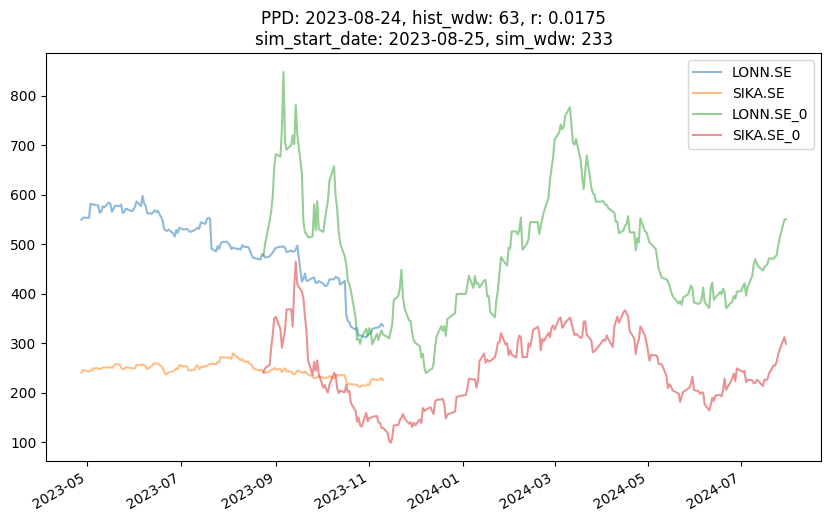 PPD: 2023-08-24, hist_wdw: 63, r: 0.0175
sim_start_date: 2023-08-25, sim_wdw: 233
LONN.SE
SIKA.SE
LONN.SE_0
SIKA.SE_0
800
700
600
500
400
300
200
100
2023-05
2023-07
2023-09
2023-11
2024-01
2024-03
2024-05
2024-07